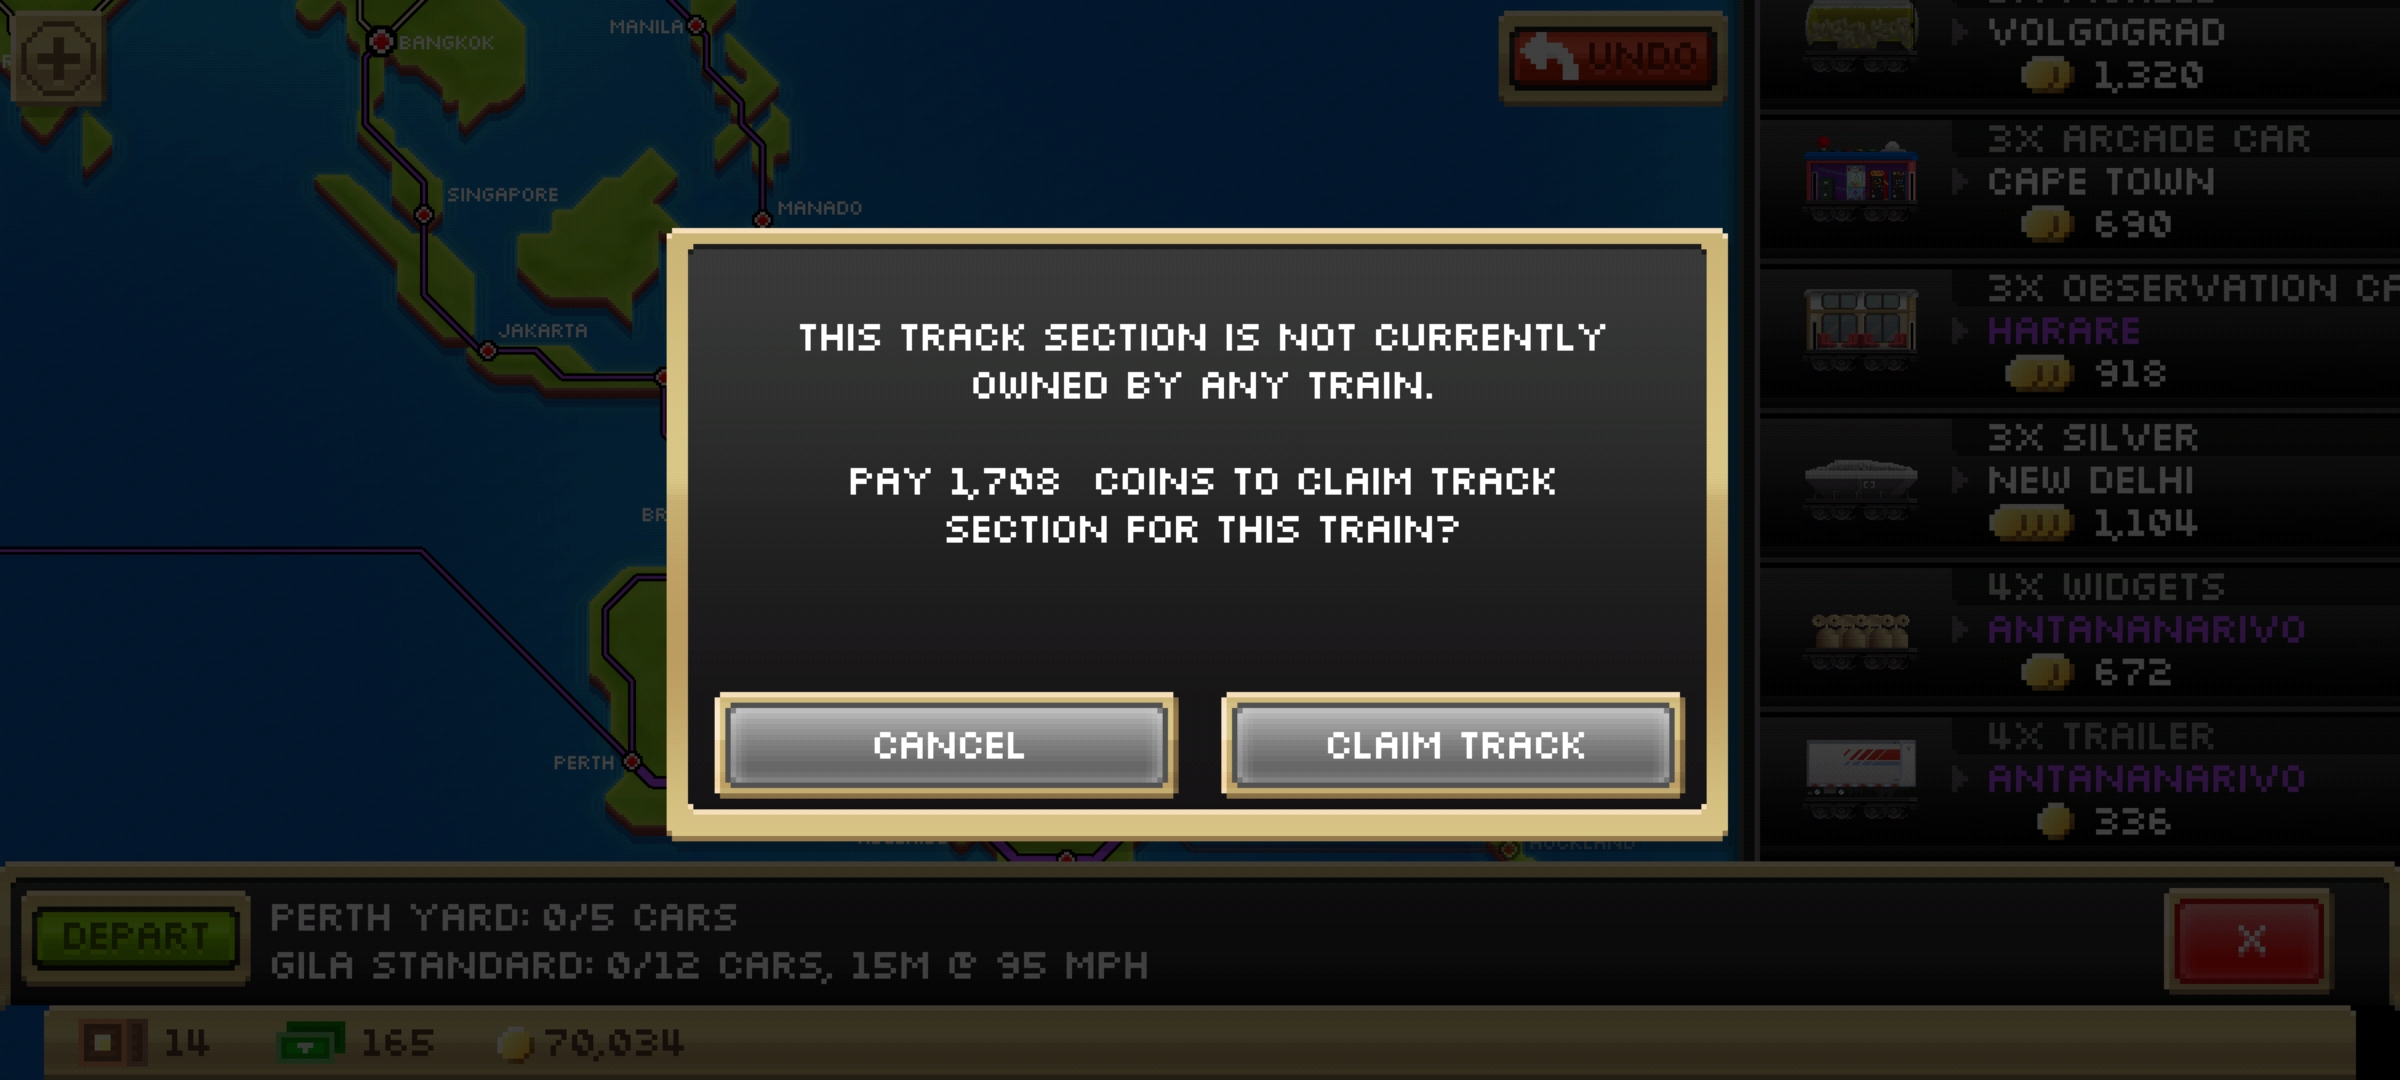 BANGKOK
MANILA
SINGAPORE
MANADO
JAKARTA
BR
PERTH
UNDO
VOLGOGRAD
1,320
3X ARCADE CAR
CAPE TOWN
690
3X OBSERVATION CA
HARARE
918
3X SILVER
NEW DELHI
1,104
4X WIDGETS
ANTANANARIVO
672
4X TRAILER
ANTANANARIVO
336
THIS TRACK SECTION IS NOT CURRENTLY
OWNED BY ANY TRAIN.
PAY 1,708 COINS TO CLAIM TRACK
SECTION FOR THIS TRAIN?
CANCEL
CLAIM TRACK
AUCKLAND
DEPART
PERTH YARD: 0/5 CARS
GILA STANDARD: 0/12 CARS, 15M @ 95 MPH
X
14
165
70,034